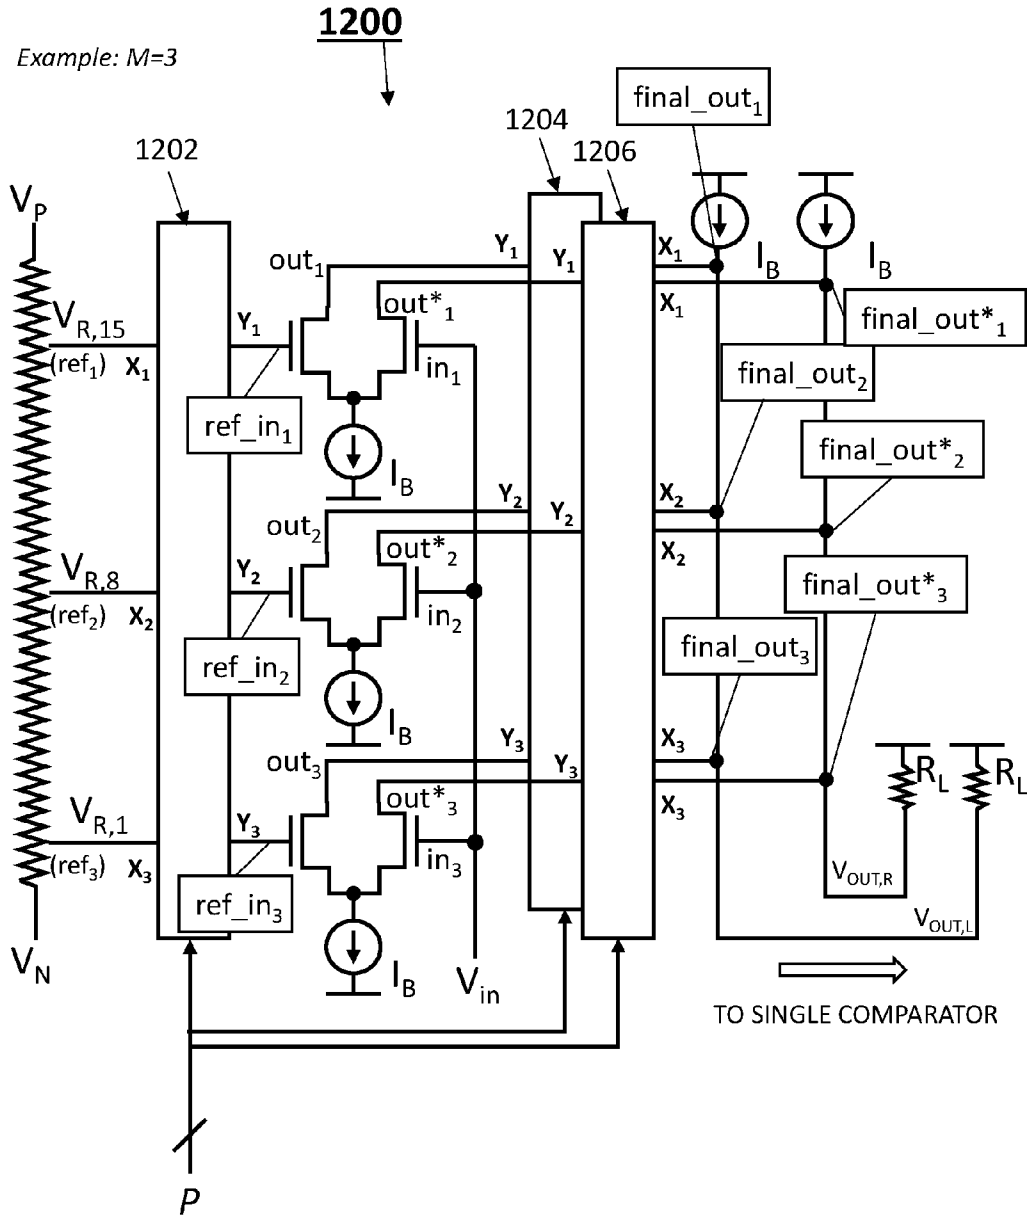 1200
Example: M=3
final_out1
1204
1206
1202
VP
Y1
X1
IB
IB
out1
Y1
VR,15
Y1
out*1
X1
final_out*1
(ref1)
X1
in1
final_out2
ref_in1
final_out*2
IB
Y2
X2
out2
Y2
VR,8
Y2
out*2
X2
final_out*3
(ref2)
X2
in2
ref_in2
final_out3
IB
Y3
X3
out3
Y3
RL
RL
VR,1
Y3
out*3
X3
(ref3)
X3
in3
VOUT,R
ref_in3
VOUT,L
VN
IB
Vin
TO SINGLE COMPARATOR
P